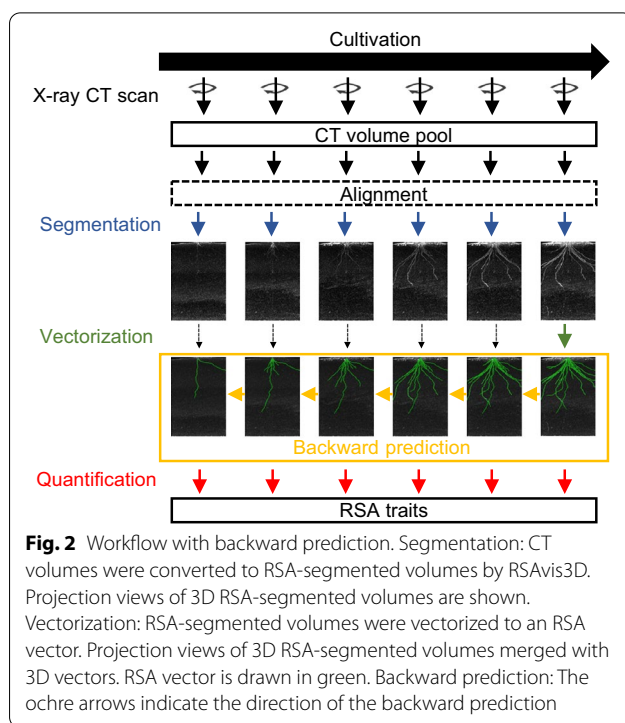 Cultivation
X-ray CT scan
CT volume pool
Alignment
Segmentation
Vectorization
Backward prediction
Quantification
RSA traits
Fig. 2 Workflow with backward prediction. Segmentation: CT
volumes were converted to RSA-segmented volumes by RSAvis3D.
Projection views of 3D RSA-segmented volumes are shown.
Vectorization: RSA-segmented volumes were vectorized to an RSA
vector. Projection views of 3D RSA-segmented volumes merged with
3D vectors. RSA vector is drawn in green. Backward prediction: The
ochre arrows indicate the direction of the backward prediction